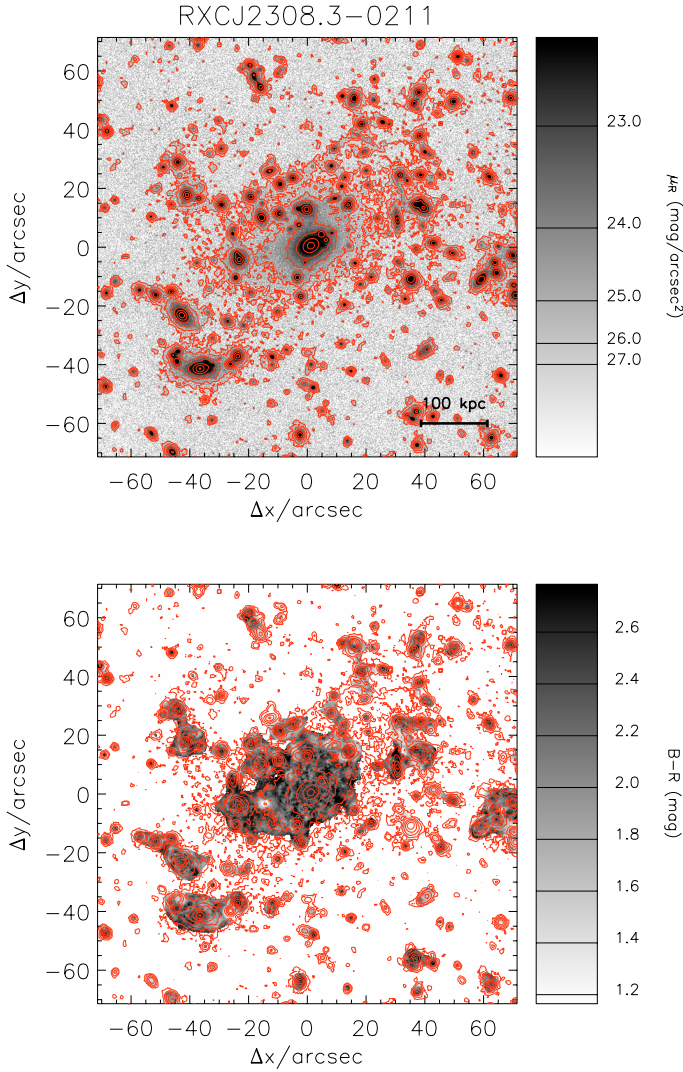 RXCJ2308.3−0211
60
40
20
0
−20
−40
−60
Δy/arcsec
100 kpc
−60 −40 −20 0 20 40 60
Δx/arcsec
23.0
24.0
25.0
26.0
27.0
μR (mag/arcsec²)
60
40
20
0
−20
−40
−60
Δy/arcsec
−60 −40 −20 0 20 40 60
Δx/arcsec
2.6
2.4
2.2
2.0
1.8
1.6
1.4
1.2
B−R (mag)